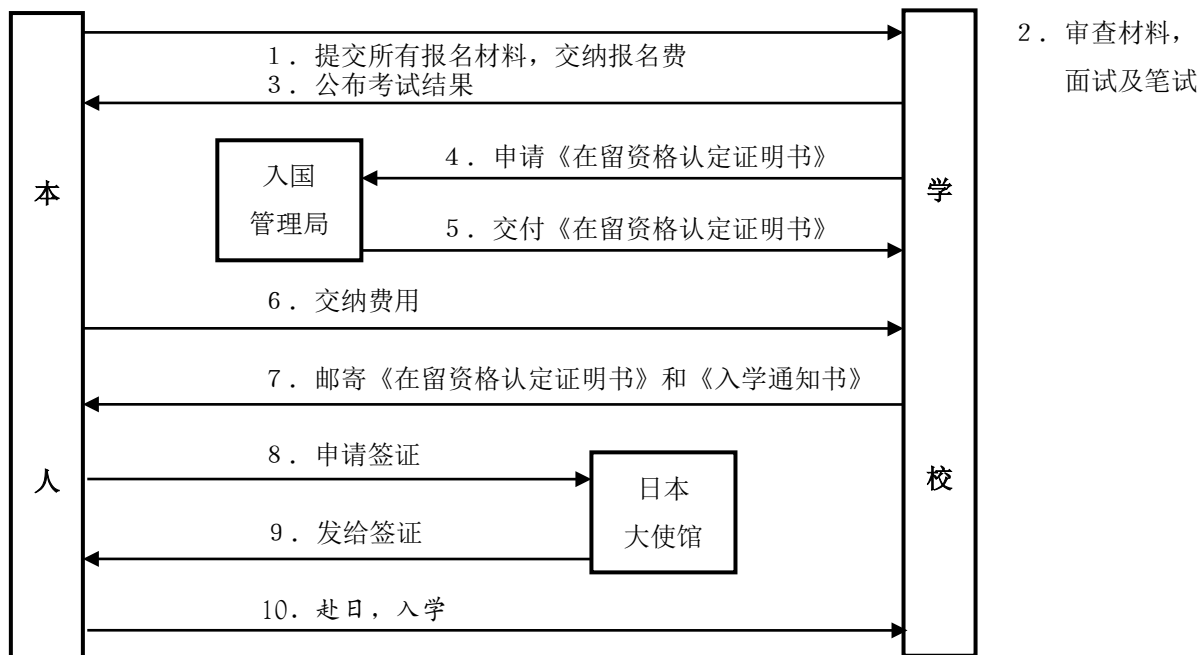 1．提交所有报名材料，交纳报名费
2．审查材料，
面试及笔试
3．公布考试结果
4．申请《在留资格认定证明书》
入国
管理局
本
学
5．交付《在留资格认定证明书》
6．交纳费用
7．邮寄《在留资格认定证明书》和《入学通知书》
8．申请签证
人
校
日本
大使馆
9．发给签证
10．赴日，入学